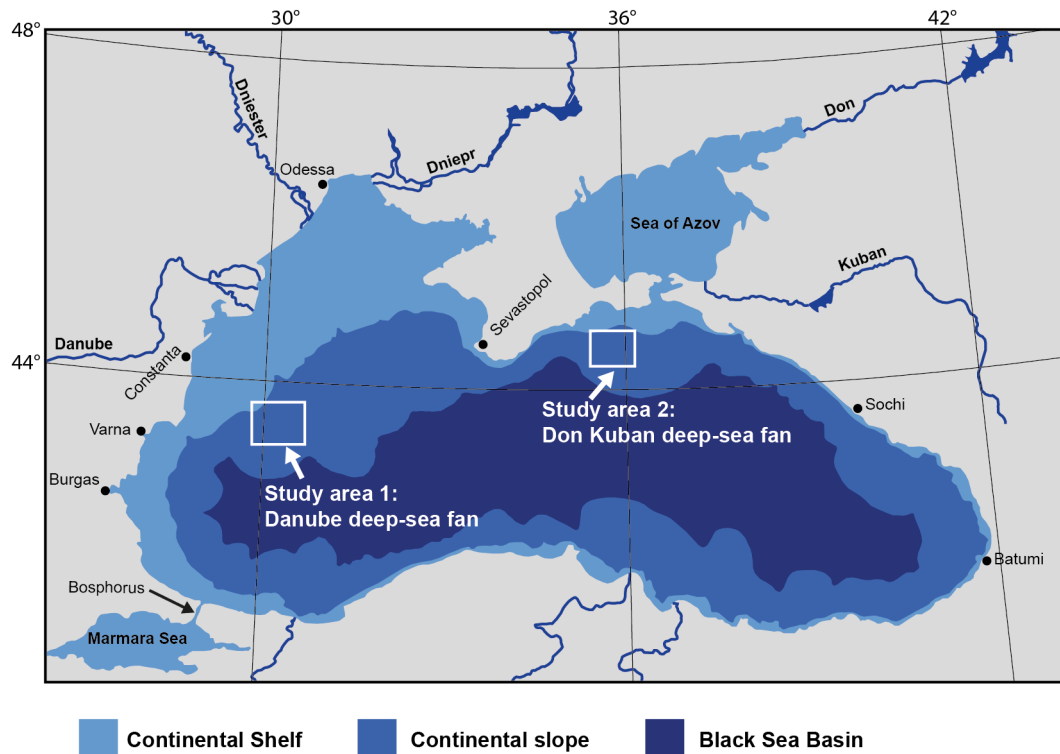 30°
36°
42°
48°
Dniester
Don
Dniepr
Odessa
Sea of Azov
Kuban
Sevastopol
Danube
44°
Constanta
Study area 2:
Don Kuban deep-sea fan
Sochi
Varna
Burgas
Study area 1:
Danube deep-sea fan
Batumi
Bosphorus
Marmara Sea
Continental Shelf
Continental slope
Black Sea Basin